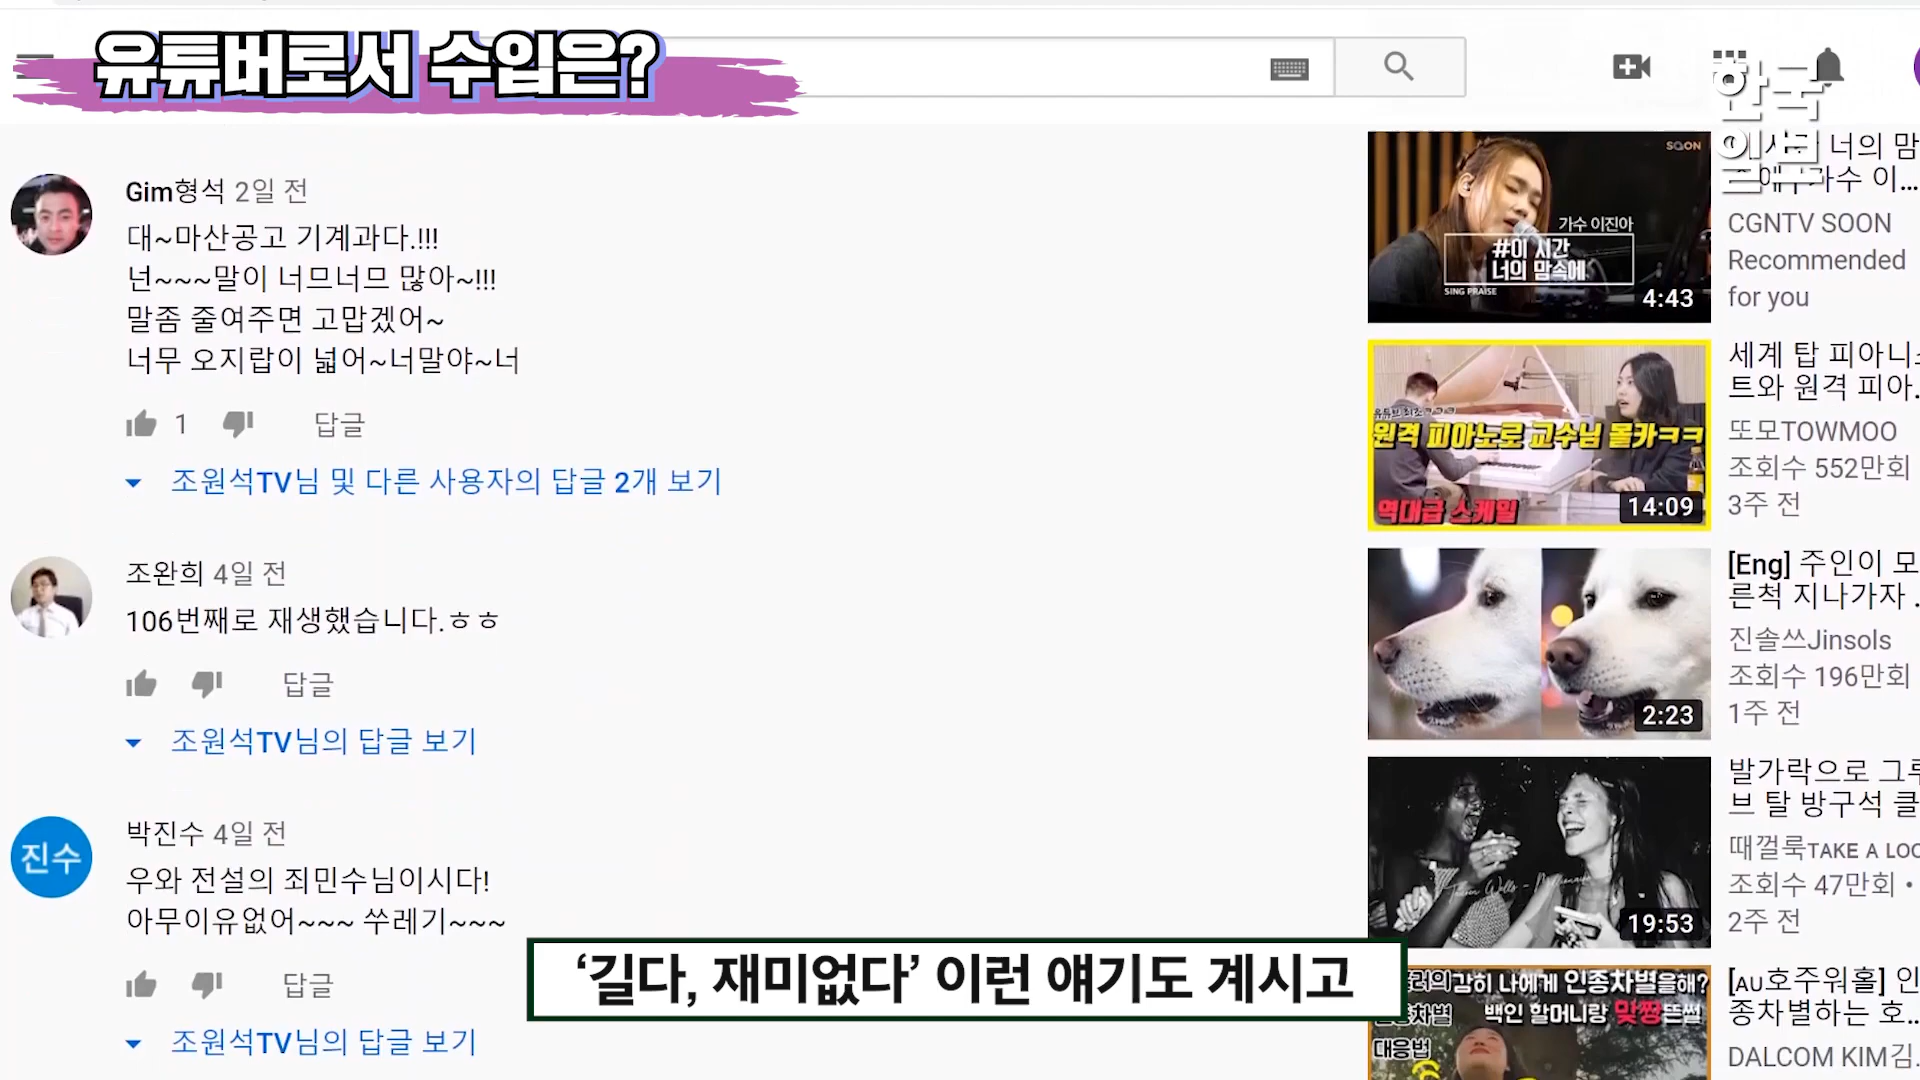 유튜버로서 수입은?
한국
일보
Gim형석 2일 전
대~마산공고 기계과다.!!!
넌~~~말이 너므너므 많아~!!!
말좀 줄여주면 고맙겠어~
너무 오지랍이 넓어~너말야~너
1 답글
조원석TV님 및 다른 사용자의 답글 2개 보기
조완희 4일 전
106번째로 재생했습니다.ㅎㅎ
답글
조원석TV님의 답글 보기
진수
박진수 4일 전
우와 전설의 죄민수님이시다!
아무이유없어~~~ 쑤레기~~~
답글
조원석TV님의 답글 보기
'길다, 재미없다' 이런 얘기도 계시고
SOON
가수 이진아
#이 시간
너의 맘속에
SING PRAISE
4:43
너의 맘
가수 이...
CGNTV SOON
Recommended
for you
원격 피아노로 교수님 몰카ㅋㅋ
역대급 스케일
14:09
세계 탑 피아니스
트와 원격 피아.
또모TOWMOO
조회수 552만회
3주 전
2:23
[Eng] 주인이 모
른척 지나가자 .
진솔쓰Jinsols
조회수 196만회
1주 전
19:53
발가락으로 그루
브 탈 방구석 클
때껄룩TAKE A LOO
조회수 47만회 •
2주 전
감히 나에게 인종차별을해?
백인 할머니랑 맞짱뜬썰
대응법
[AU호주워홀] 인
종차별하는 호...
DALCOM KIM김.